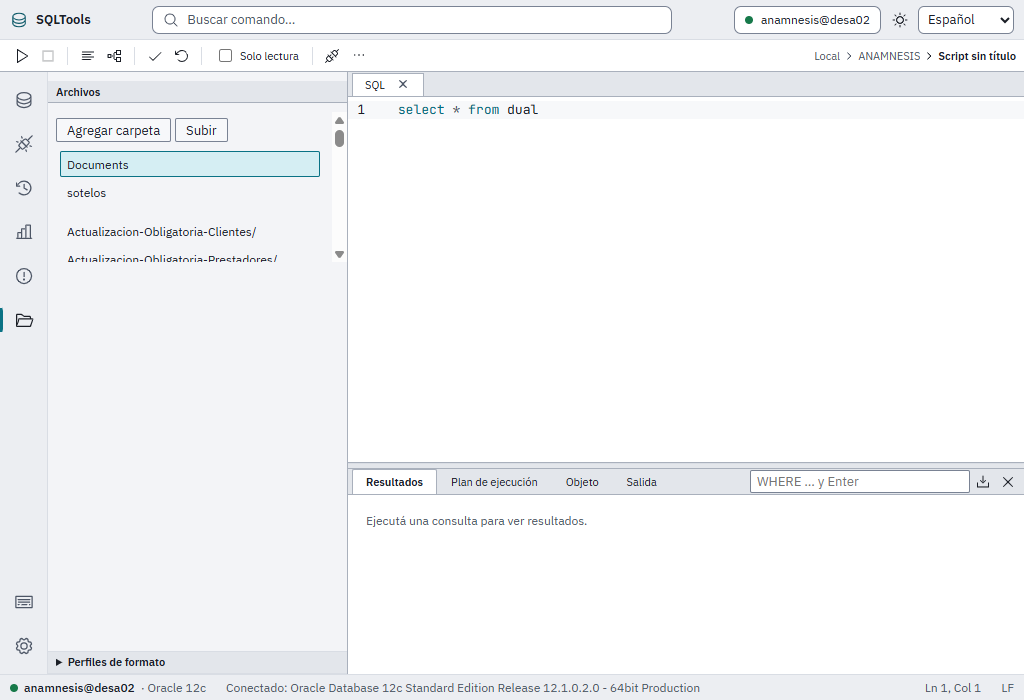 SQLTools
Buscar comando...
anamnesis@desa02
Español
Solo lectura
Local > ANAMNESIS > Script sin título
Archivos
Agregar carpeta
Subir
Documents
sotelos
Actualizacion-Obligatoria-Clientes/
Actualizacion-Obligatoria-Prestadores/
SQL
1 select * from dual
Resultados
Plan de ejecución
Objeto
Salida
WHERE ... y Enter
Ejecutá una consulta para ver resultados.
Perfiles de formato
anamnesis@desa02 · Oracle 12c
Conectado: Oracle Database 12c Standard Edition Release 12.1.0.2.0 - 64bit Production
Ln 1, Col 1
LF